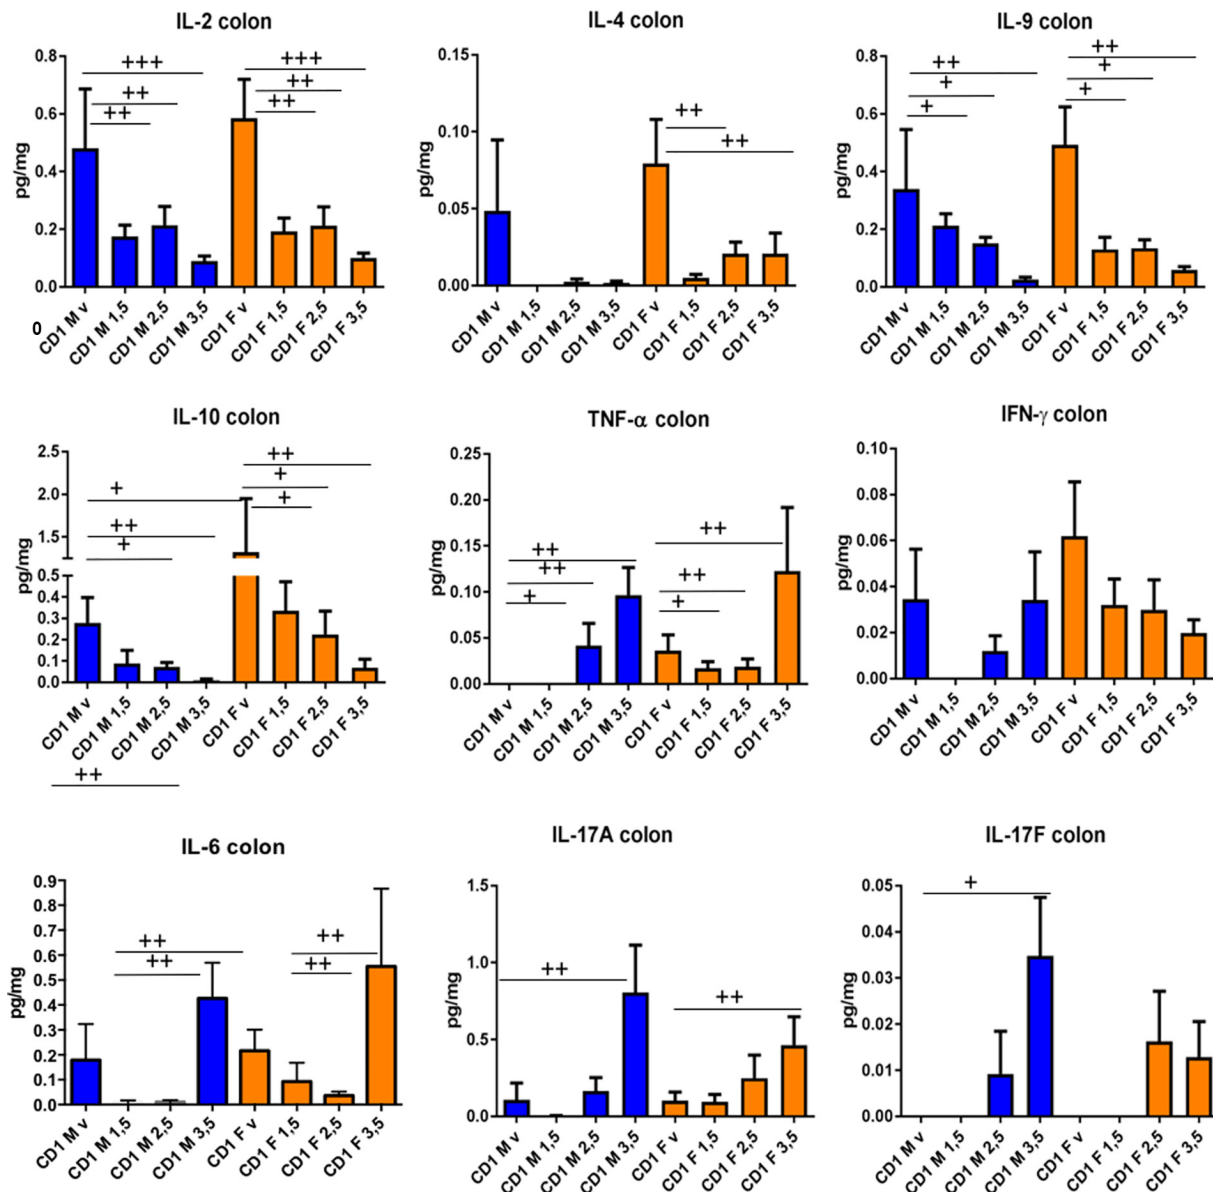 IL-2 colon
pg/mg
0.8
0.6
0.4
0.2
0.0
0
+++
++
++
+++
++
++
CD1 M v
CD1 M 1,5
CD1 M 2,5
CD1 M 3,5
CD1 F v
CD1 F 1,5
CD1 F 2,5
CD1 F 3,5
IL-4 colon
pg/mg
0.15
0.10
0.05
0.00
++
++
CD1 M v
CD1 M 1,5
CD1 M 2,5
CD1 M 3,5
CD1 F v
CD1 F 1,5
CD1 F 2,5
CD1 F 3,5
IL-9 colon
pg/mg
0.8
0.6
0.4
0.2
0.0
++
+
+
++
+
+
CD1 M v
CD1 M 1,5
CD1 M 2,5
CD1 M 3,5
CD1 F v
CD1 F 1,5
CD1 F 2,5
CD1 F 3,5
IL-10 colon
pg/mg
2.5
2.0
1.5
0.5
0.4
0.3
0.2
0.1
0.0
+
++
+
++
+
+
CD1 M v
CD1 M 1,5
CD1 M 2,5
CD1 M 3,5
CD1 F v
CD1 F 1,5
CD1 F 2,5
CD1 F 3,5
++
TNF-α colon
pg/mg
0.25
0.20
0.15
0.10
0.05
0.00
++
++
+
++
++
+
CD1 M v
CD1 M 1,5
CD1 M 2,5
CD1 M 3,5
CD1 F v
CD1 F 1,5
CD1 F 2,5
CD1 F 3,5
IFN-γ colon
pg/mg
0.10
0.08
0.06
0.04
0.02
0.00
CD1 M v
CD1 M 1,5
CD1 M 2,5
CD1 M 3,5
CD1 F v
CD1 F 1,5
CD1 F 2,5
CD1 F 3,5
IL-6 colon
pg/mg
0.9
0.8
0.7
0.6
0.5
0.4
0.3
0.2
0.1
0.0
++
++
++
++
CD1 M v
CD1 M 1,5
CD1 M 2,5
CD1 M 3,5
CD1 F v
CD1 F 1,5
CD1 F 2,5
CD1 F 3,5
IL-17A colon
pg/mg
1.5
1.0
0.5
0.0
++
++
CD1 M v
CD1 M 1,5
CD1 M 2,5
CD1 M 3,5
CD1 F v
CD1 F 1,5
CD1 F 2,5
CD1 F 3,5
IL-17F colon
pg/mg
0.05
0.04
0.03
0.02
0.01
0.00
+
CD1 M v
CD1 M 1,5
CD1 M 2,5
CD1 M 3,5
CD1 F v
CD1 F 1,5
CD1 F 2,5
CD1 F 3,5